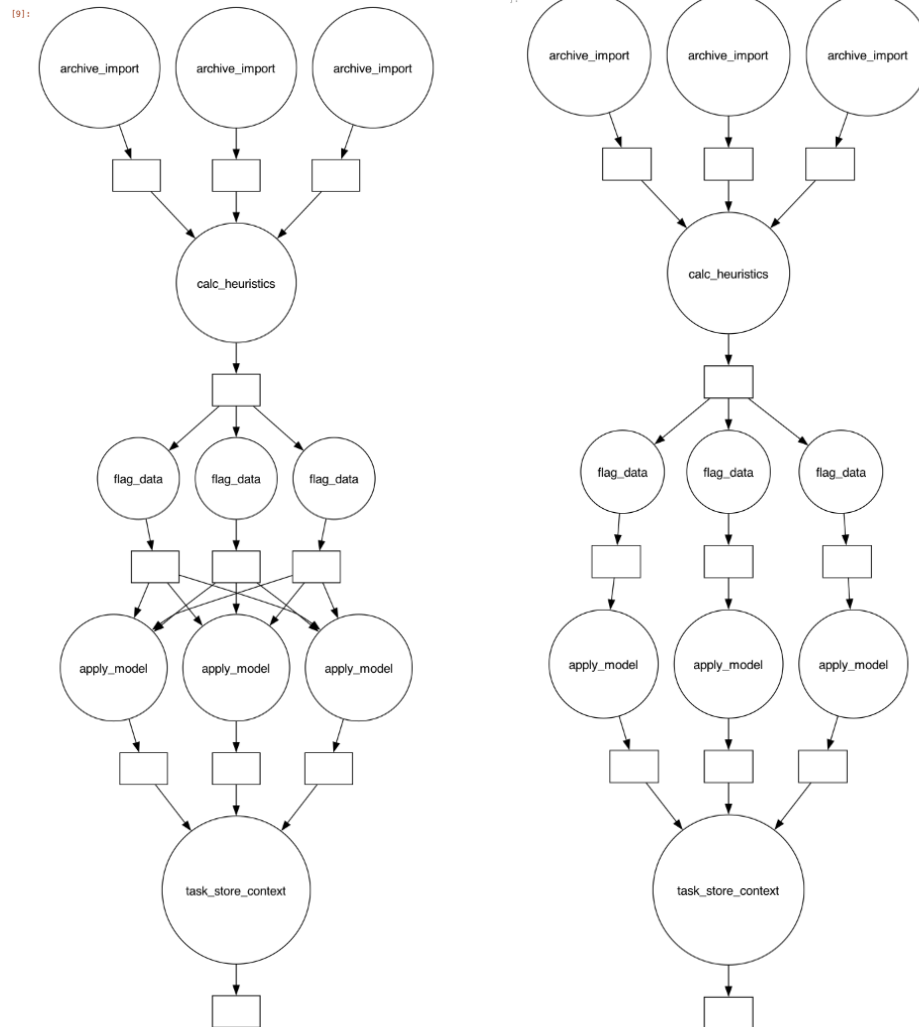 [9]:
archive_import archive_import archive_import
calc_heuristics
flag_data flag_data flag_data
apply_model apply_model apply_model
task_store_context
archive_import archive_import archive_import
calc_heuristics
flag_data flag_data flag_data
apply_model apply_model apply_model
task_store_context